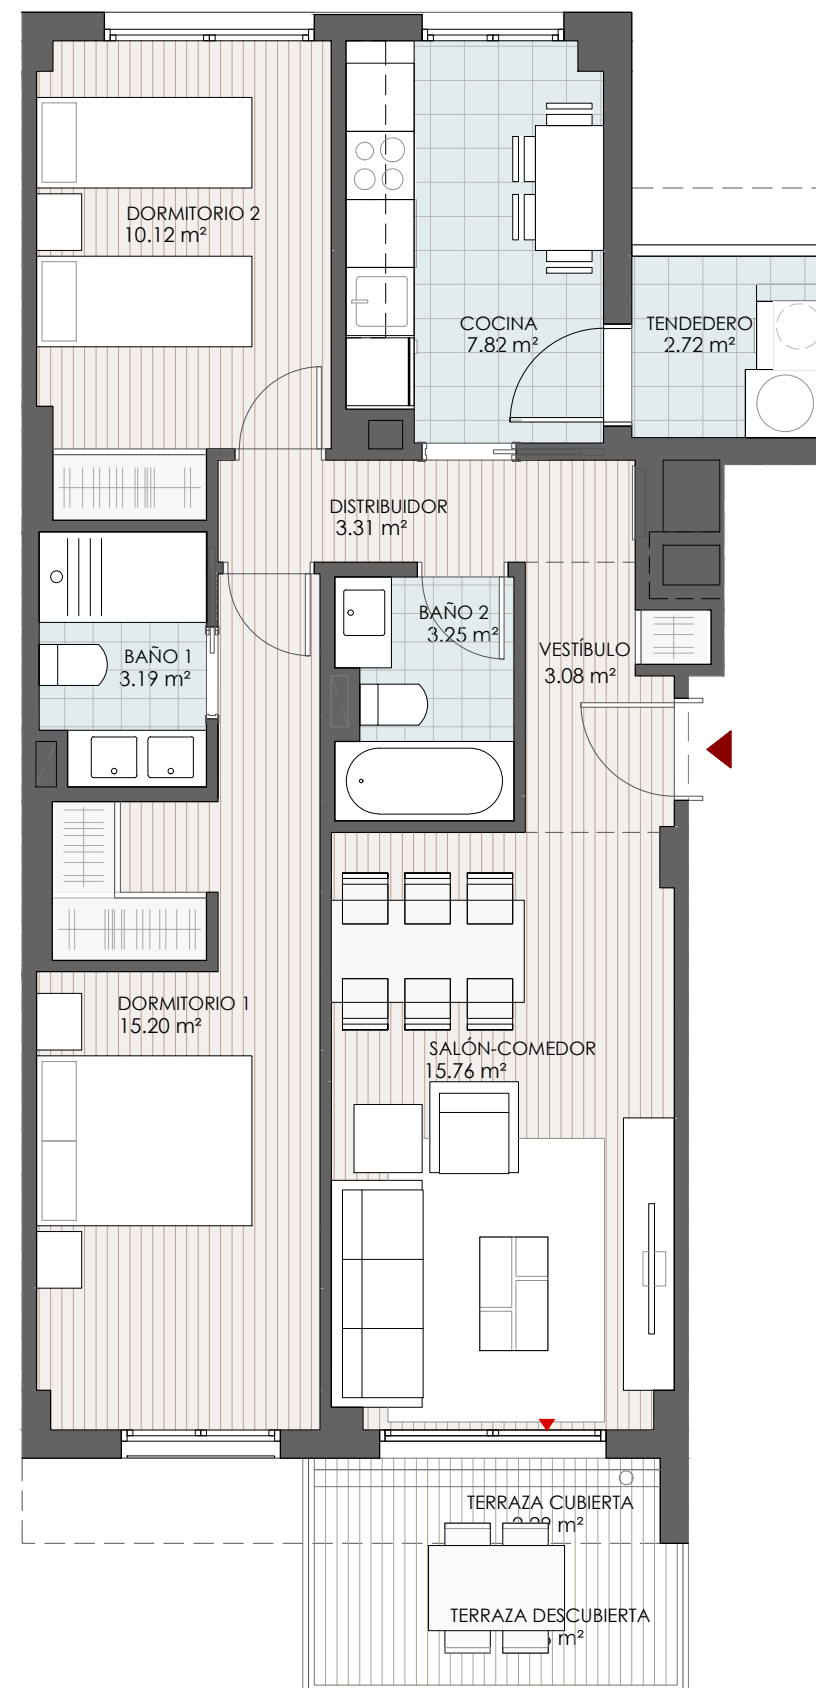 DORMITORIO 2
10.12 m²
COCINA
7.82 m²
TENDEDERO
2.72 m²
DISTRIBUIDOR
3.31 m²
BAÑO 2
3.25 m²
BAÑO 1
3.19 m²
VESTÍBULO
3.08 m²
DORMITORIO 1
15.20 m²
SALÓN-COMEDOR
15.76 m²
TERRAZA CUBIERTA
m²
TERRAZA DESCUBIERTA
m²